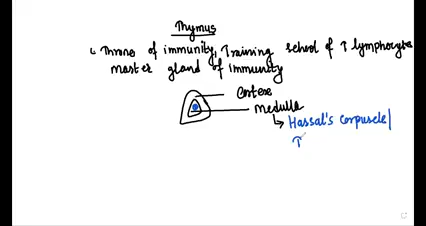 Thymus
Throne of immunity, Training school of T lymphocytes
master gland of immunity
Cortex
medulla
Hassal's corpuscle/
T